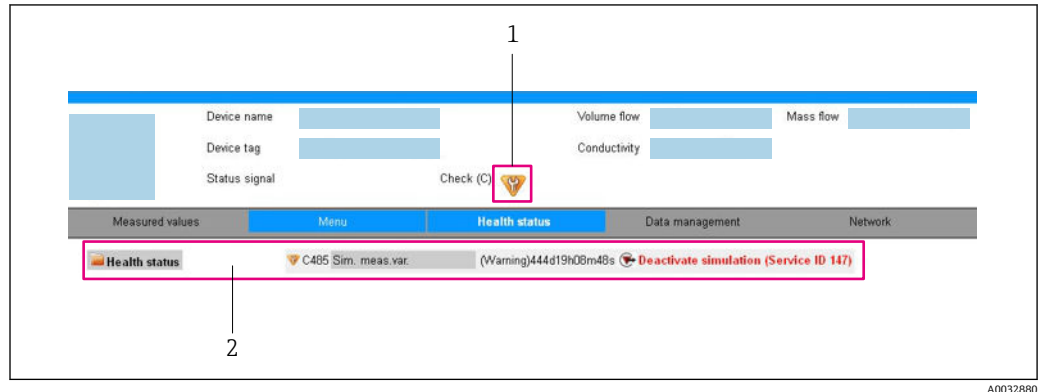 1
Device name Volume flow Mass flow
Device tag Conductivity
Status signal Check (C)
Measured values Menu Health status Data management Network
Health status C485 Sim. meas.var. (Warning)444d19h08m48s Deactivate simulation (Service ID 147)
2
A0032880